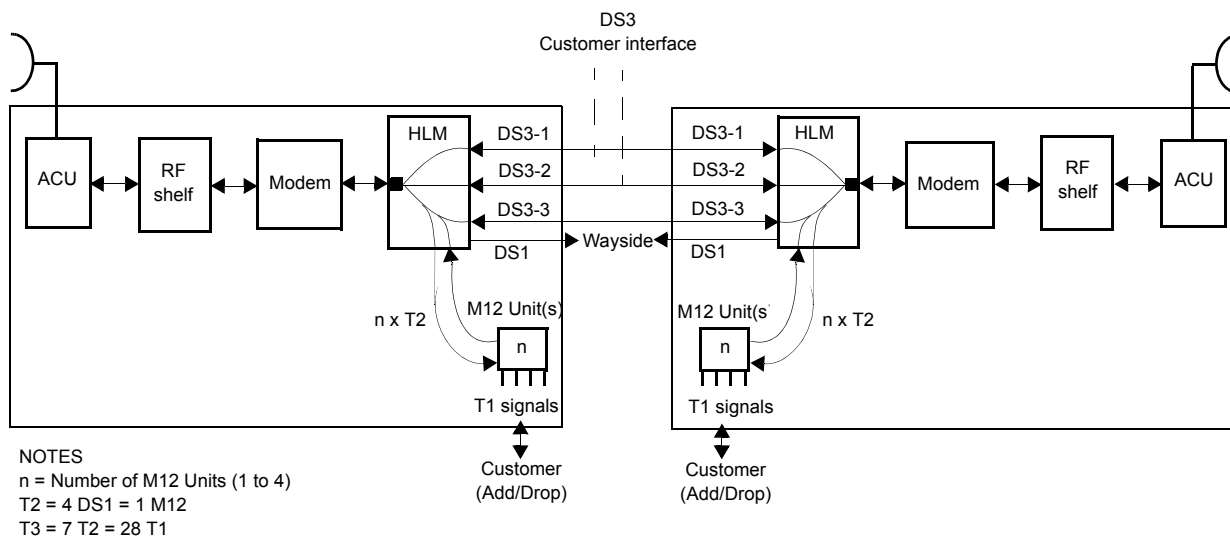 DS3
Customer interface
HLM
DS3-1
DS3-1
HLM
ACU
RF
shelf
Modem
DS3-2
DS3-2
Modem
RF
shelf
ACU
DS3-3
DS3-3
DS1
Wayside
DS1
n x T2
M12 Unit(s)
M12 Unit(s
n x T2
n
n
T1 signals
T1 signals
NOTES
n = Number of M12 Units (1 to 4)
T2 = 4 DS1 = 1 M12
T3 = 7 T2 = 28 T1
Customer
(Add/Drop)
Customer
(Add/Drop)